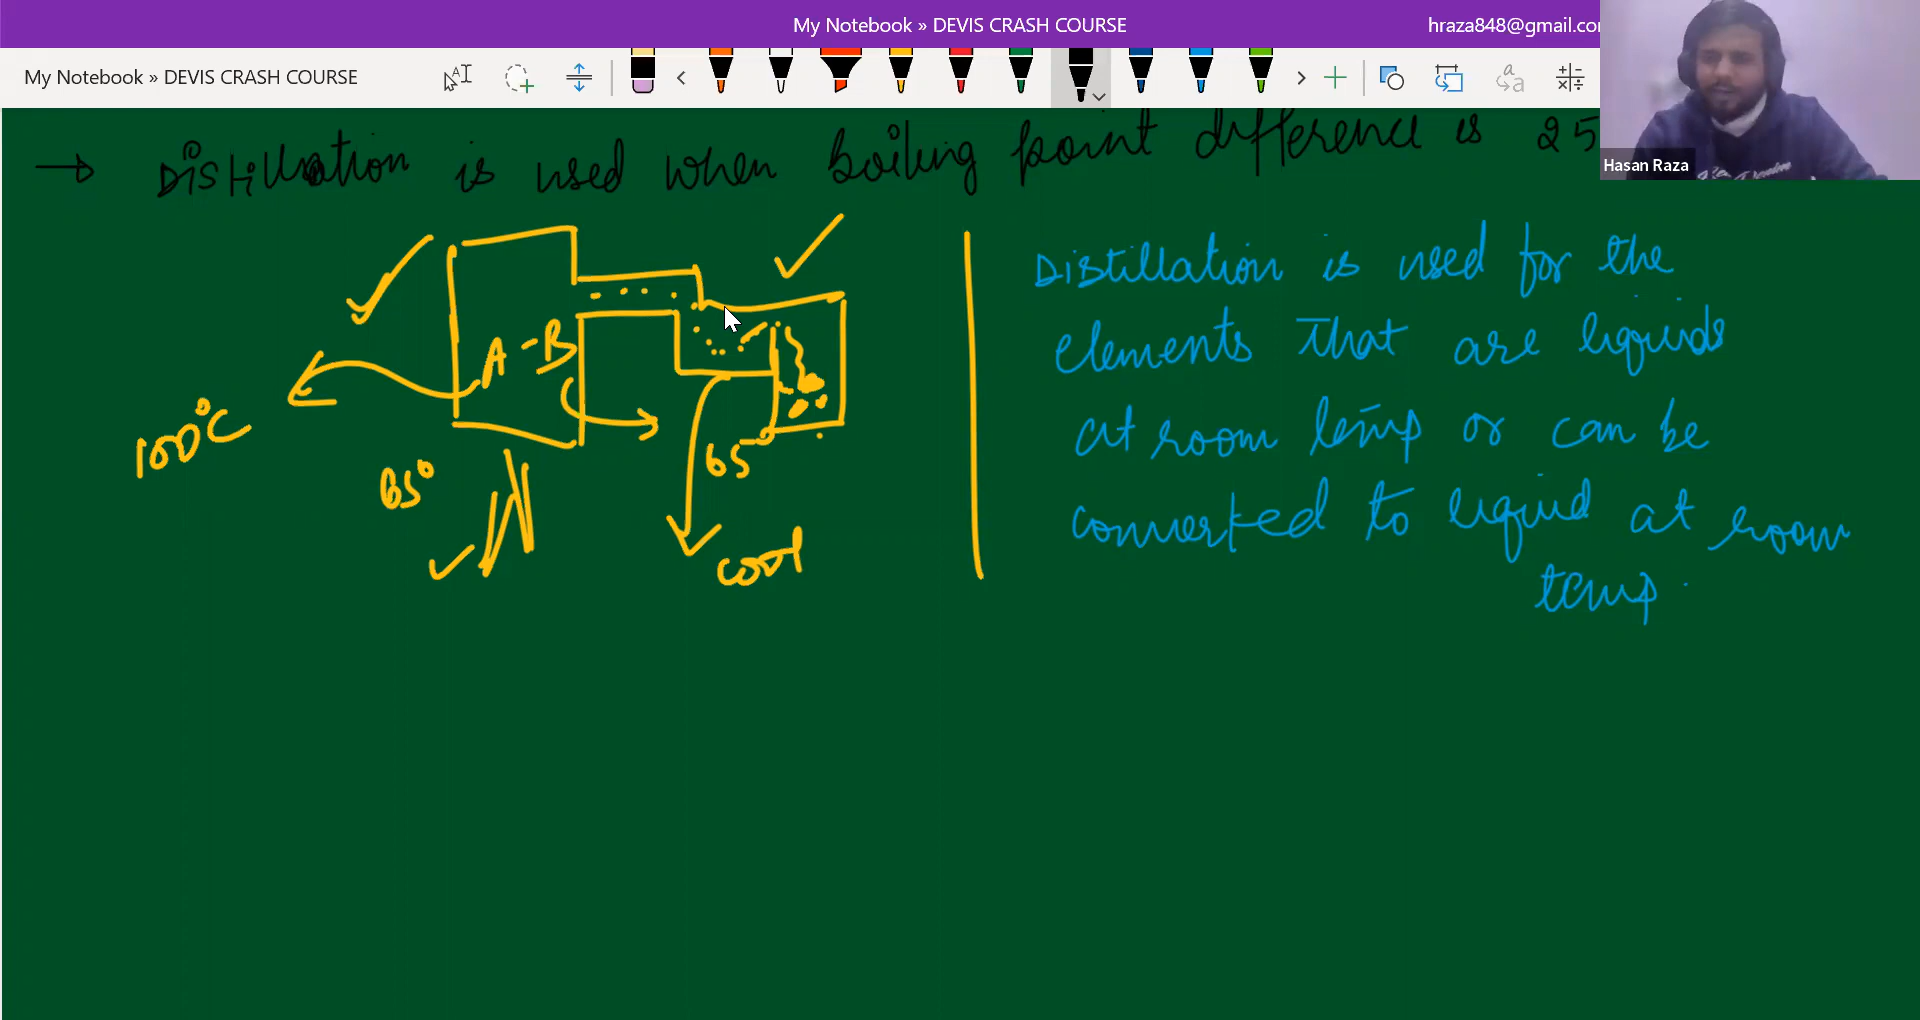 My Notebook » DEVIS CRASH COURSE
hraza848@gmail.co
My Notebook » DEVIS CRASH COURSE
Hasan Raza
→ Distillation is used when boiling point difference is 25
Distillation is used for the
elements that are liquids
at room temp or can be
converted to liquid at room
temp.
A - B
100°C
65°
65
cool